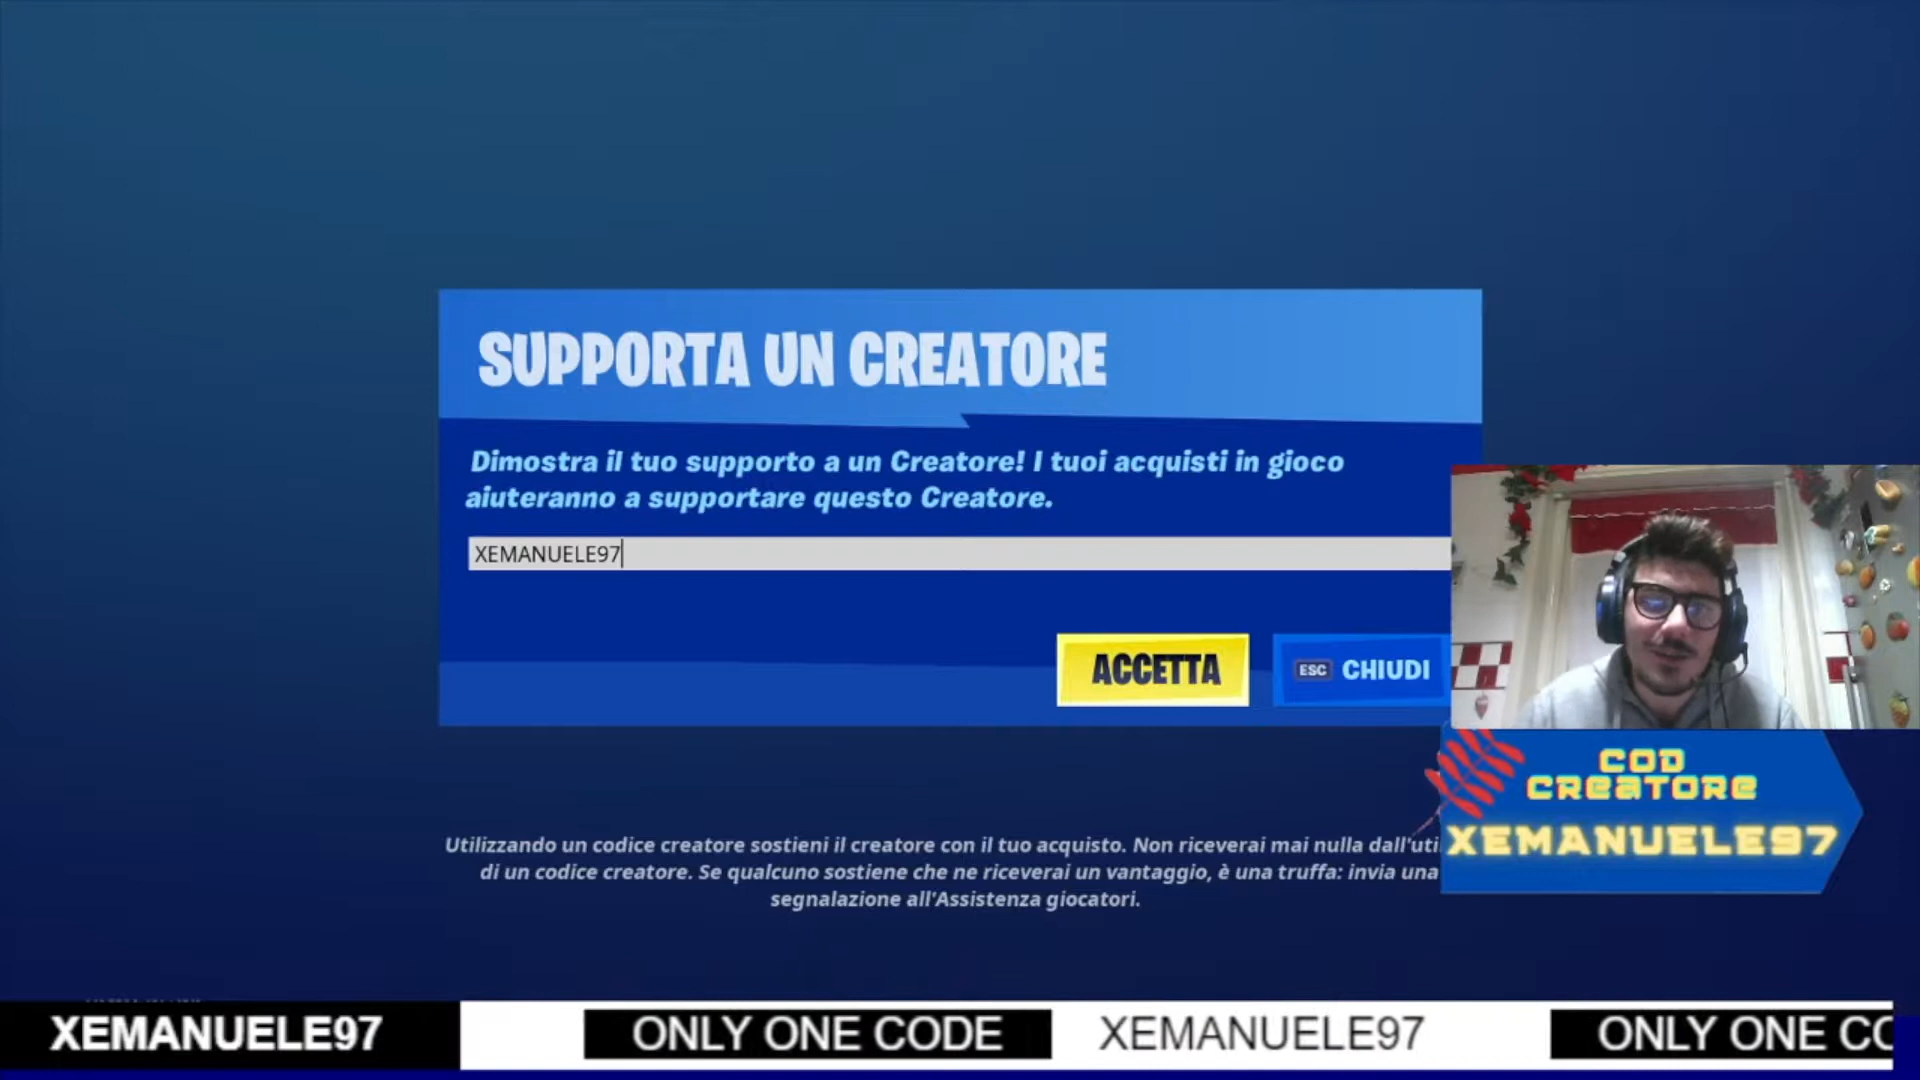 SUPPORTA UN CREATORE
Dimostra il tuo supporto a un Creatore! I tuoi acquisti in gioco
aiuteranno a supportare questo Creatore.
XEMANUELE97
ACCETTA
ESC CHIUDI
COD
CREATORE
XEMANUELE97
Utilizzando un codice creatore sostieni il creatore con il tuo acquisto. Non riceverai mai nulla
di un codice creatore. Se qualcuno sostiene che ne riceverai un vantaggio, è una truffa: invia una
segnalazione all'Assistenza giocatori.
XEMANUELE97 ONLY ONE CODE XEMANUELE97 ONLY ONE